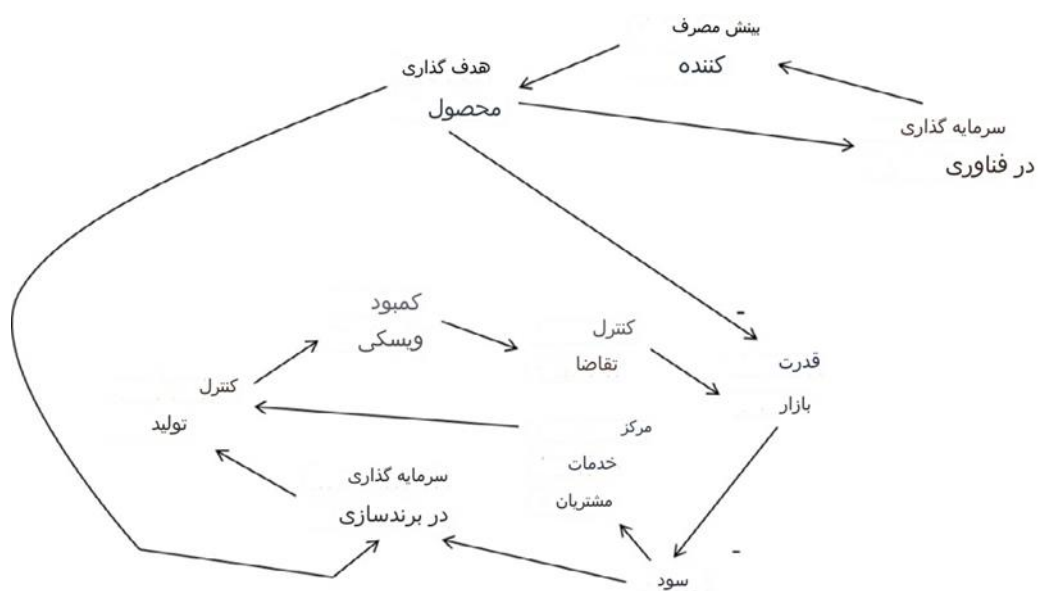 بینش مصرف
کننده
هدف گذاری
محصول
سرمایه گذاری
در فناوری
کمبود
ویسکی
-
کنترل
تقاضا
قدرت
بازار
کنترل
تولید
مرکز
خدمات
مشتریان
سرمایه گذاری
در برندسازی
-
سود